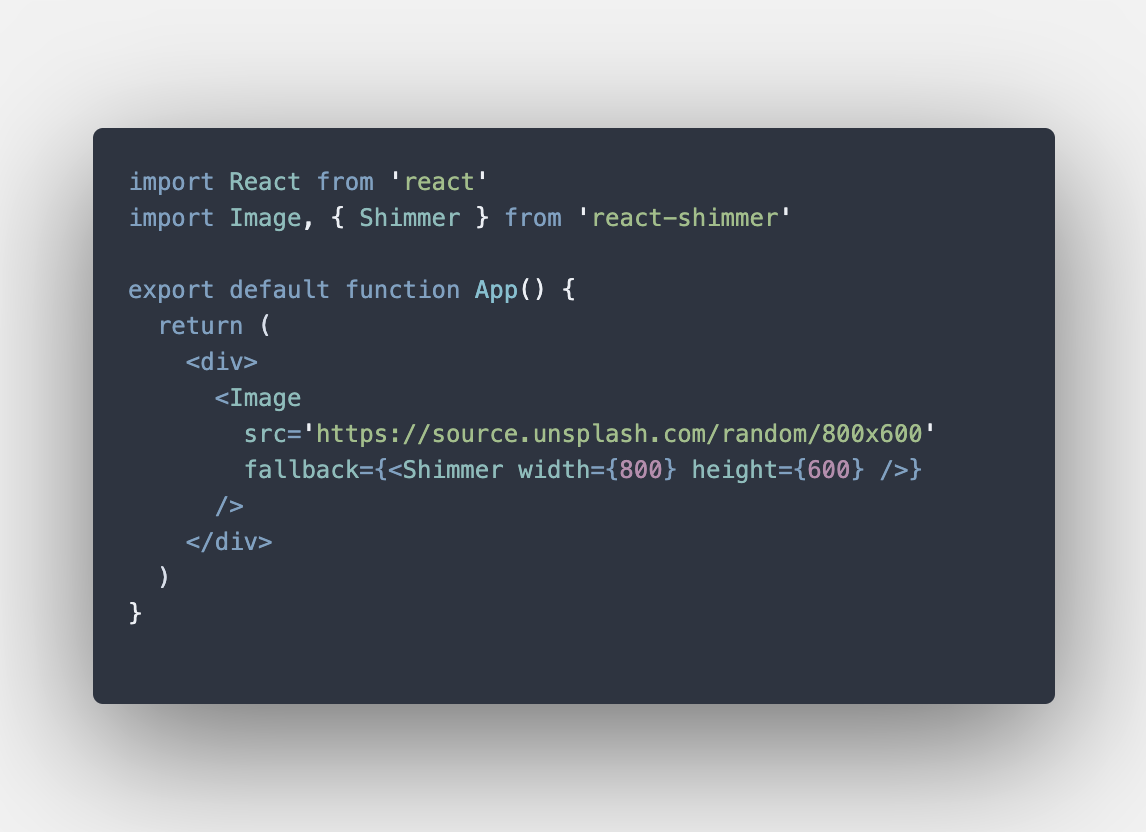 import React from 'react'
import Image, { Shimmer } from 'react-shimmer'

export default function App() {
  return (
    <div>
      <Image
        src='https://source.unsplash.com/random/800x600'
        fallback={<Shimmer width={800} height={600} />}
      />
    </div>
  )
}